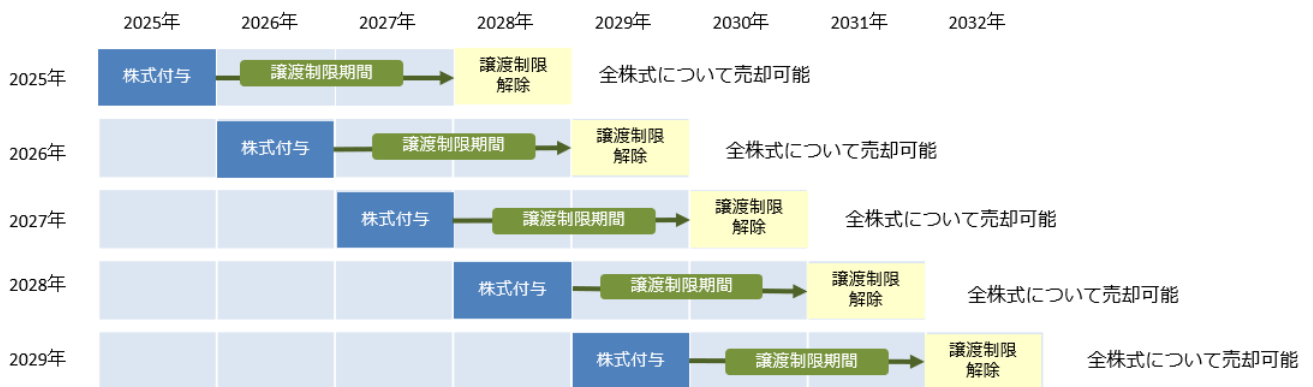 2025年 2026年 2027年 2028年 2029年 2030年 2031年 2032年
2025年 株式付与 譲渡制限期間 譲渡制限
解除 全株式について売却可能
2026年 株式付与 譲渡制限期間 譲渡制限
解除 全株式について売却可能
2027年 株式付与 譲渡制限期間 譲渡制限
解除 全株式について売却可能
2028年 株式付与 譲渡制限期間 譲渡制限
解除 全株式について売却可能
2029年 株式付与 譲渡制限期間 譲渡制限
解除 全株式について売却可能